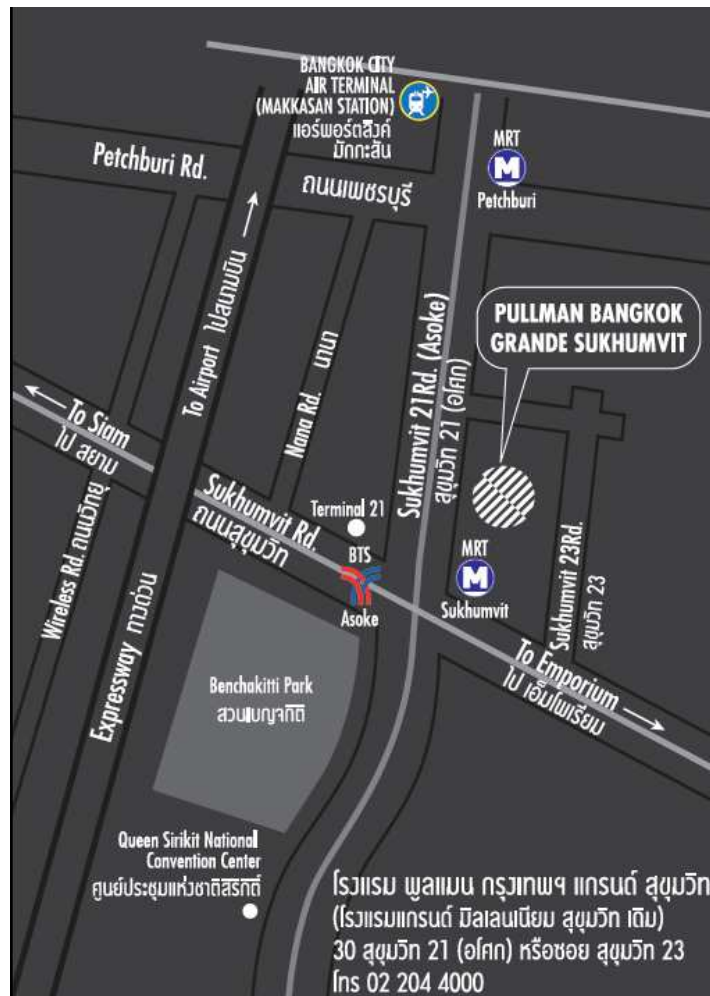 BANGKOK CITY
AIR TERMINAL
(MAKKASAN STATION)
แอร์พอร์ตลิงค์
มักกะสัน
MRT
M
Petchburi
Petchburi Rd.
ถนนเพชรบุรี
PULLMAN BANGKOK
GRANDE SUKHUMVIT
To Airport ไปสนามบิน
Nana Rd. นานา
Sukhumvit 21Rd. (Asoke)
สุขุมวิท 21 (อโศก)
To Siam
ไป สยาม
Sukhumvit Rd.
ถนนสุขุมวิท
Terminal 21
BTS
Asoke
MRT
M
Sukhumvit
Sukhumvit 23Rd.
สุขุมวิท 23
Wireless Rd. ถนนวิทยุ
Expressway ทางด่วน
To Emporium
ไป เอ็มโพเรียม
Benchakitti Park
สวนเบญจกิติ
Queen Sirikit National
Convention Center
ศูนย์ประชุมแห่งชาติสิริกิติ์
โรงแรม พูลแมน กรุงเทพฯ แกรนด์ สุขุมวิท
(โรงแรมแกรนด์ มิลเลนเนียม สุขุมวิท เดิม)
30 สุขุมวิท 21 (อโศก) หรือซอย สุขุมวิท 23
โทร 02 204 4000